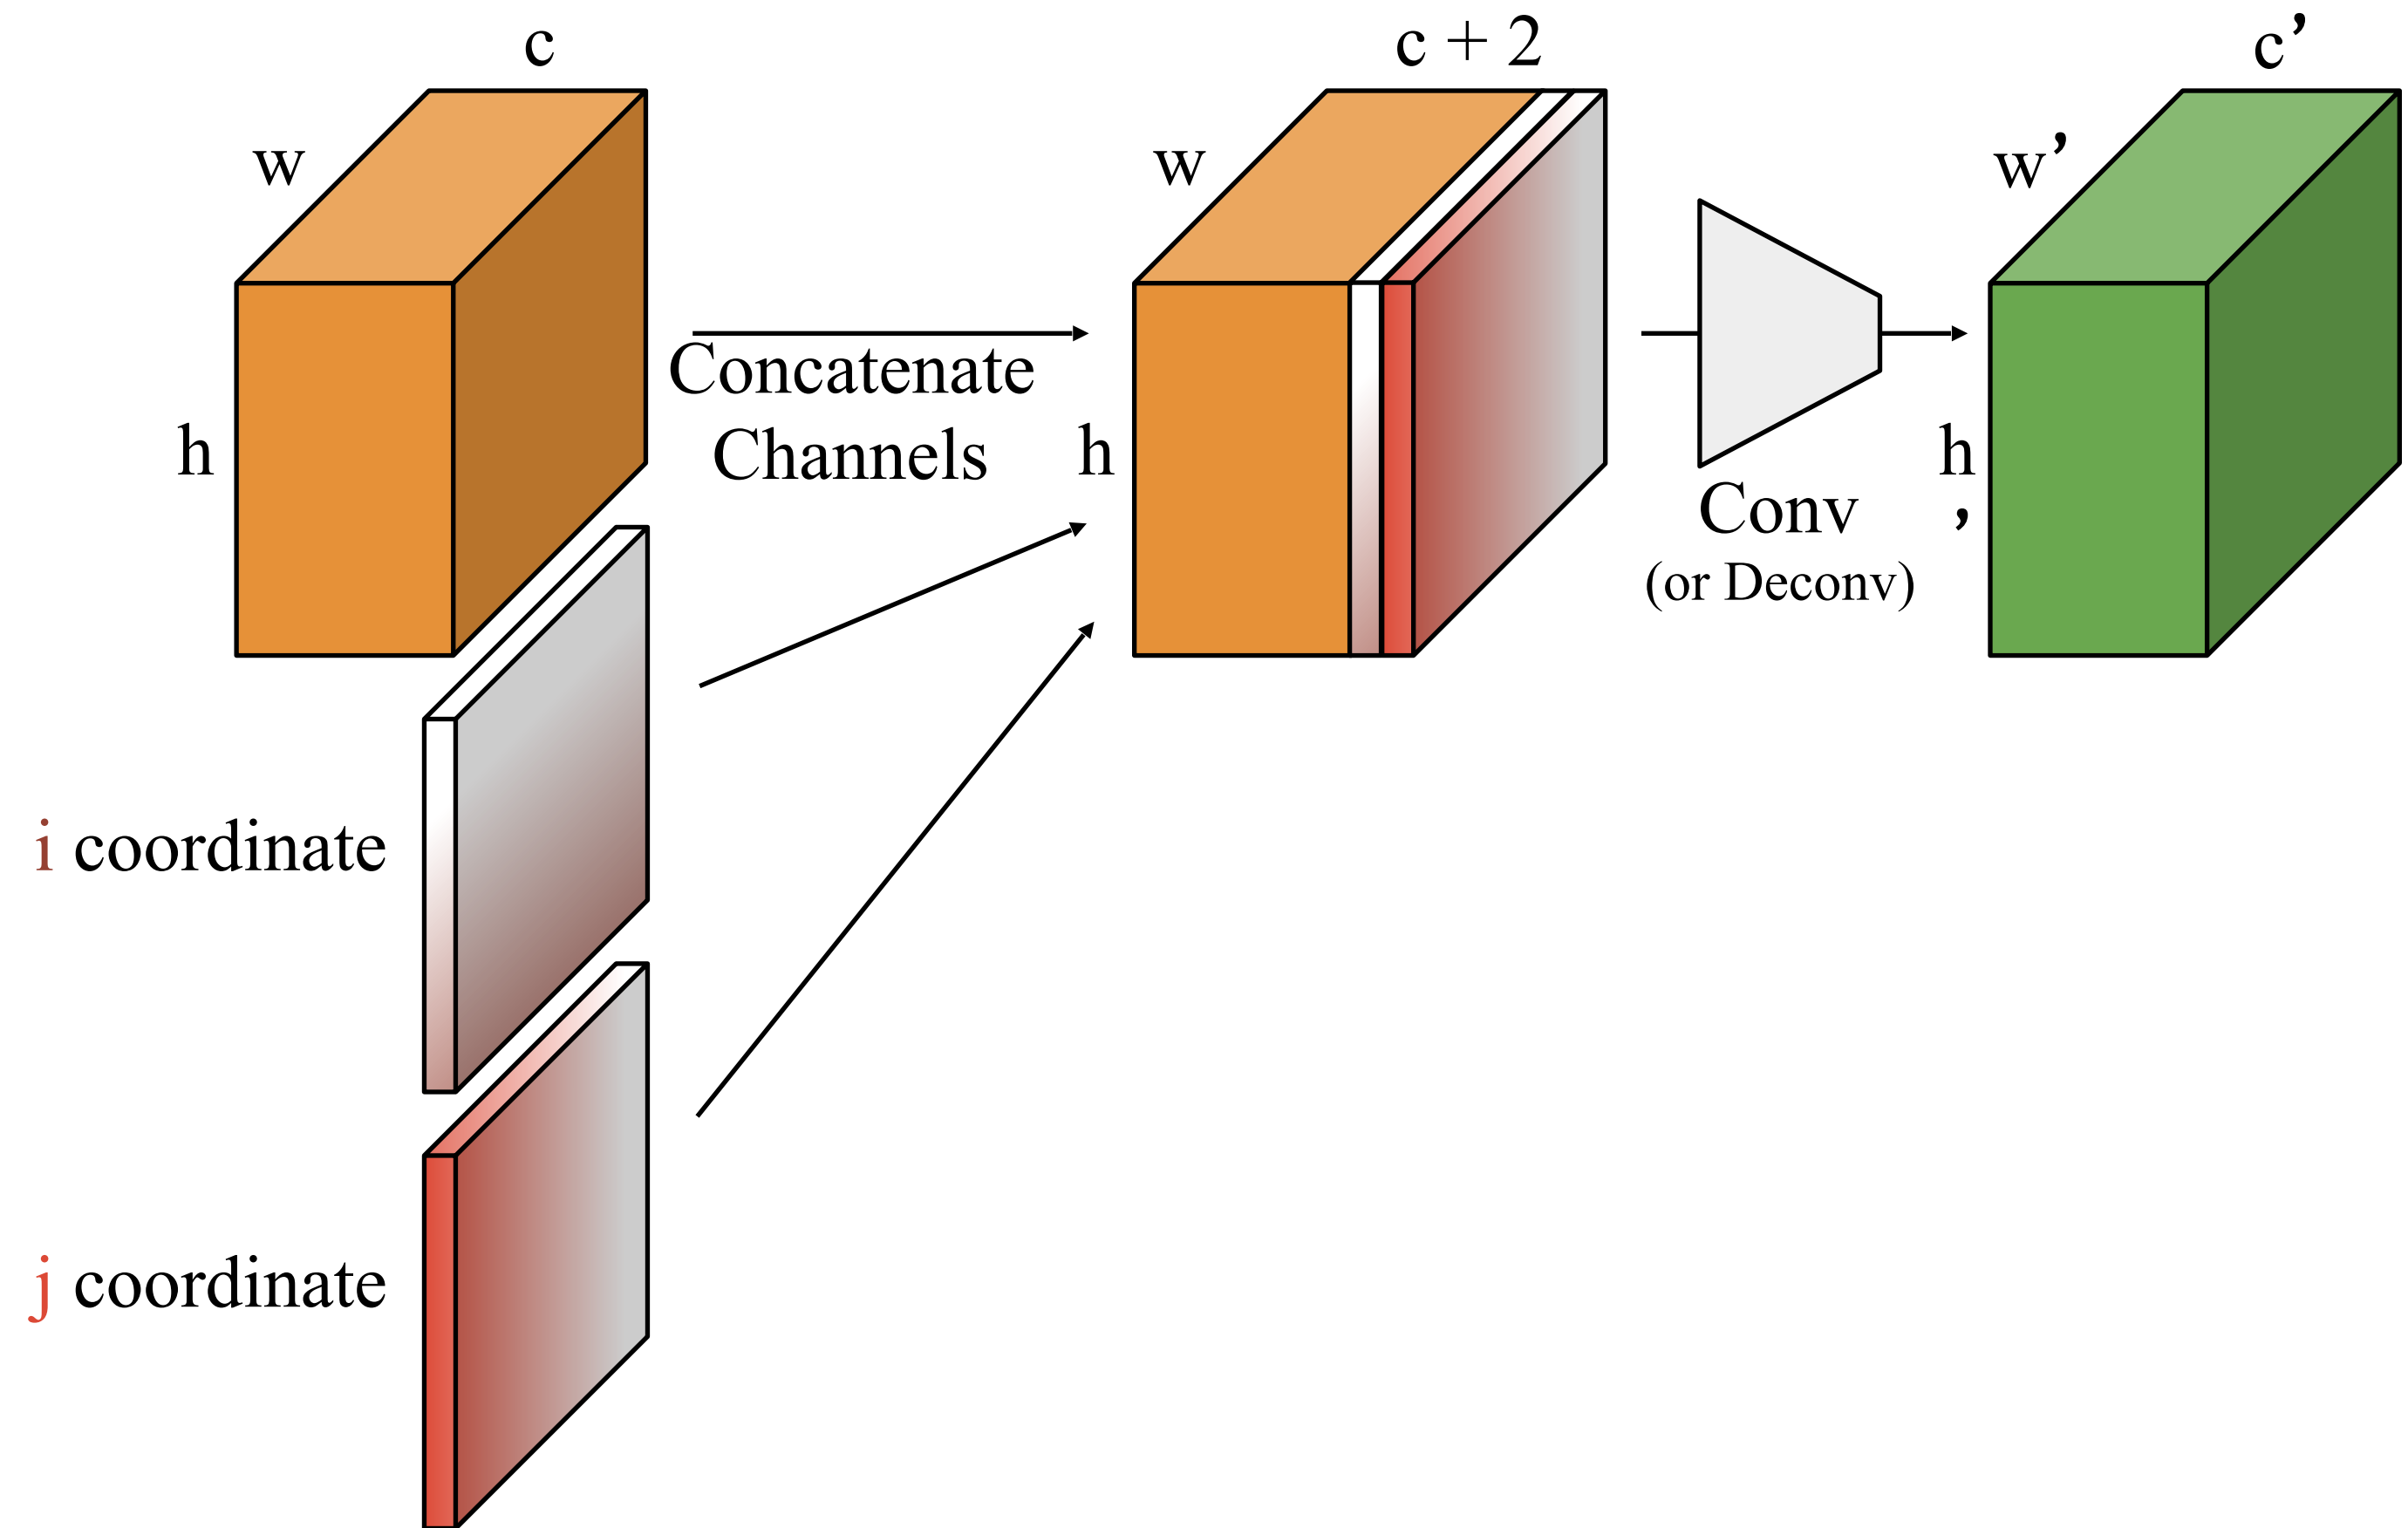 c
w
h
Concatenate
Channels
i coordinate
j coordinate
c + 2
w
h
Conv
(or Deconv)
c’
w’
h
’